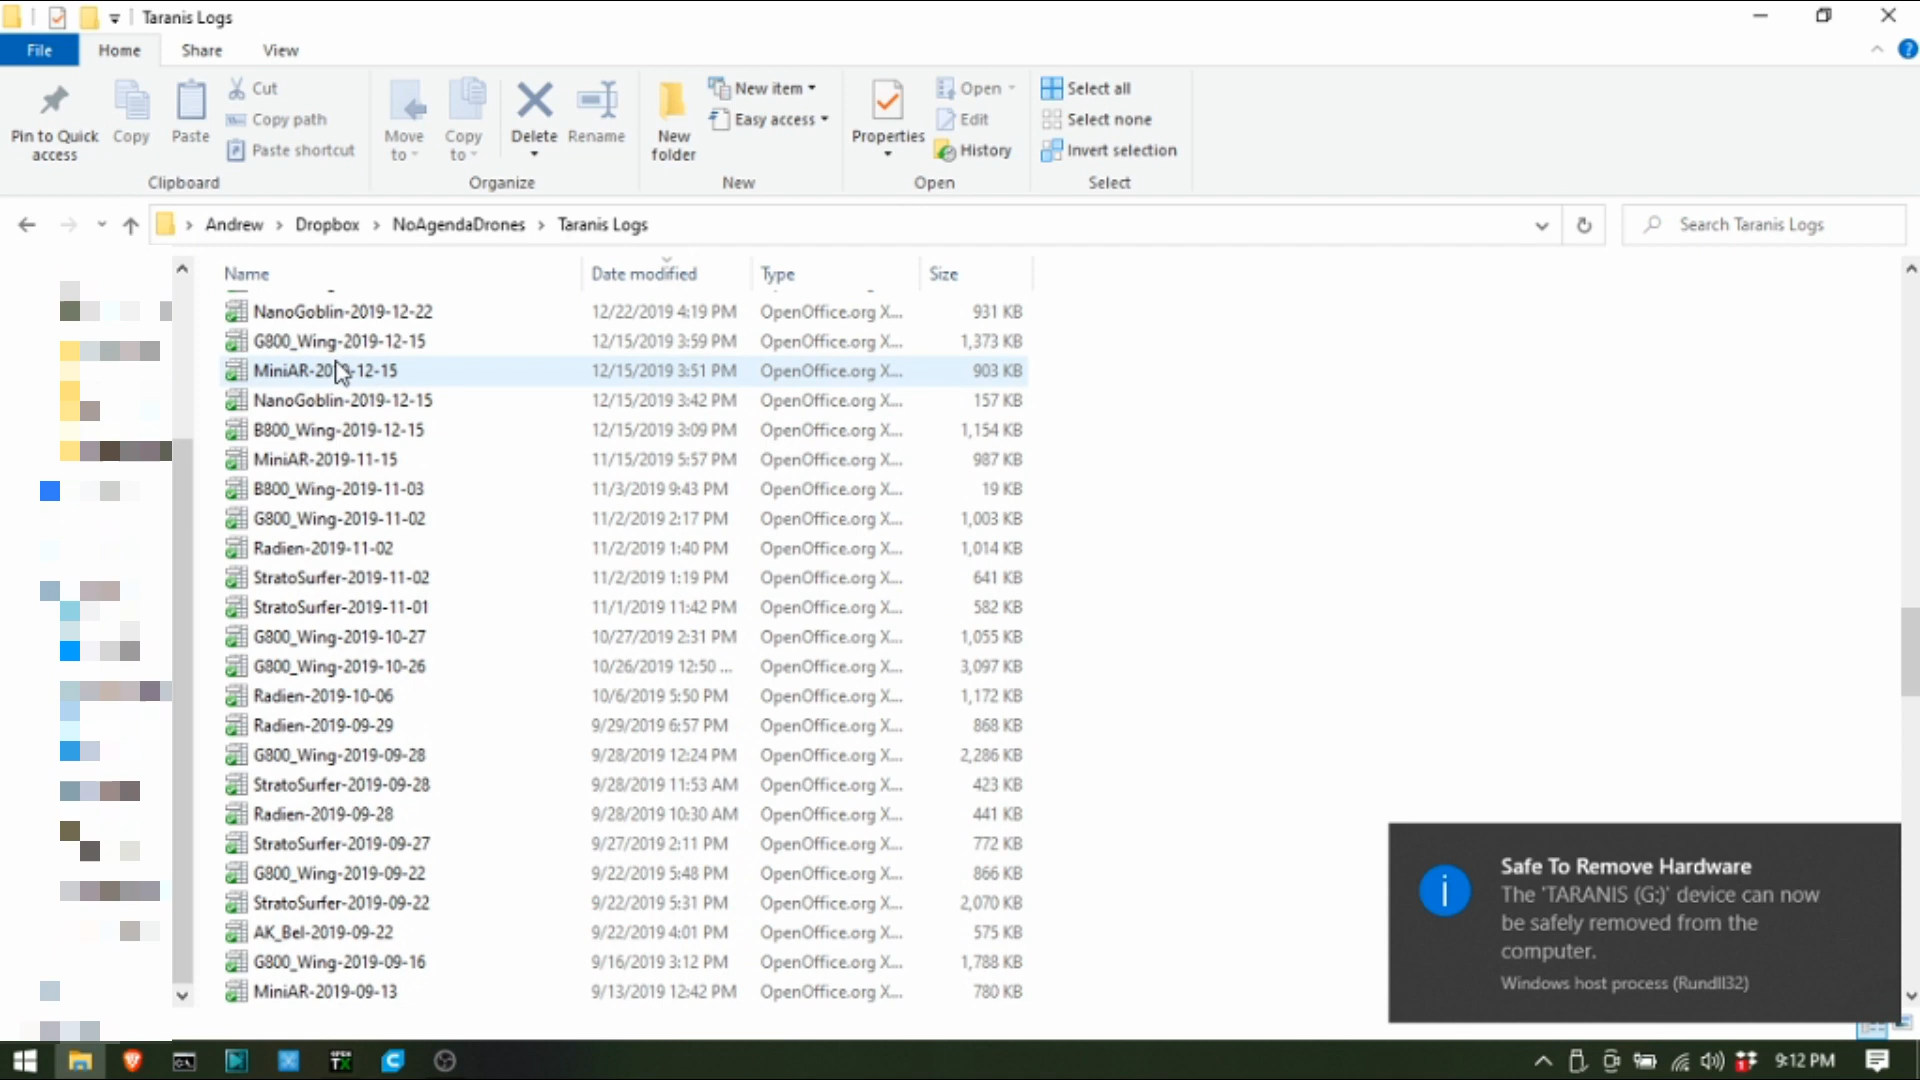 Taranis Logs
File Home Share View
Pin to Quick access
Copy
Paste
Cut
Copy path
Paste shortcut
Clipboard
Move to
Copy to
Delete
Rename
Organize
New folder
New item
Easy access
New
Properties
Open
Edit
History
Open
Select all
Select none
Invert selection
Select
Andrew > Dropbox > NoAgendaDrones > Taranis Logs
Search Taranis Logs
Name Date modified Type Size
NanoGoblin-2019-12-22 12/22/2019 4:19 PM OpenOffice.org X... 931 KB
G800_Wing-2019-12-15 12/15/2019 3:59 PM OpenOffice.org X... 1,373 KB
MiniAR-2019-12-15 12/15/2019 3:51 PM OpenOffice.org X... 903 KB
NanoGoblin-2019-12-15 12/15/2019 3:42 PM OpenOffice.org X... 157 KB
B800_Wing-2019-12-15 12/15/2019 3:09 PM OpenOffice.org X... 1,154 KB
MiniAR-2019-11-15 11/15/2019 5:57 PM OpenOffice.org X... 987 KB
B800_Wing-2019-11-03 11/3/2019 9:43 PM OpenOffice.org X... 19 KB
G800_Wing-2019-11-02 11/2/2019 2:17 PM OpenOffice.org X... 1,003 KB
Radien-2019-11-02 11/2/2019 1:40 PM OpenOffice.org X... 1,014 KB
StratoSurfer-2019-11-02 11/2/2019 1:19 PM OpenOffice.org X... 641 KB
StratoSurfer-2019-11-01 11/1/2019 11:42 PM OpenOffice.org X... 582 KB
G800_Wing-2019-10-27 10/27/2019 2:31 PM OpenOffice.org X... 1,055 KB
G800_Wing-2019-10-26 10/26/2019 12:50 ... OpenOffice.org X... 3,097 KB
Radien-2019-10-06 10/6/2019 5:50 PM OpenOffice.org X... 1,172 KB
Radien-2019-09-29 9/29/2019 6:57 PM OpenOffice.org X... 868 KB
G800_Wing-2019-09-28 9/28/2019 12:24 PM OpenOffice.org X... 2,286 KB
StratoSurfer-2019-09-28 9/28/2019 11:53 AM OpenOffice.org X... 423 KB
Radien-2019-09-28 9/28/2019 10:30 AM OpenOffice.org X... 441 KB
StratoSurfer-2019-09-27 9/27/2019 2:11 PM OpenOffice.org X... 772 KB
G800_Wing-2019-09-22 9/22/2019 5:48 PM OpenOffice.org X... 866 KB
StratoSurfer-2019-09-22 9/22/2019 5:31 PM OpenOffice.org X... 2,070 KB
AK_Bel-2019-09-22 9/22/2019 4:01 PM OpenOffice.org X... 575 KB
G800_Wing-2019-09-16 9/16/2019 3:12 PM OpenOffice.org X... 1,788 KB
MiniAR-2019-09-13 9/13/2019 12:42 PM OpenOffice.org X... 780 KB
Safe To Remove Hardware
The 'TARANIS (G:)' device can now
be safely removed from the
computer.
Windows host process (Rundll32)
OPEN
TX
9:12 PM